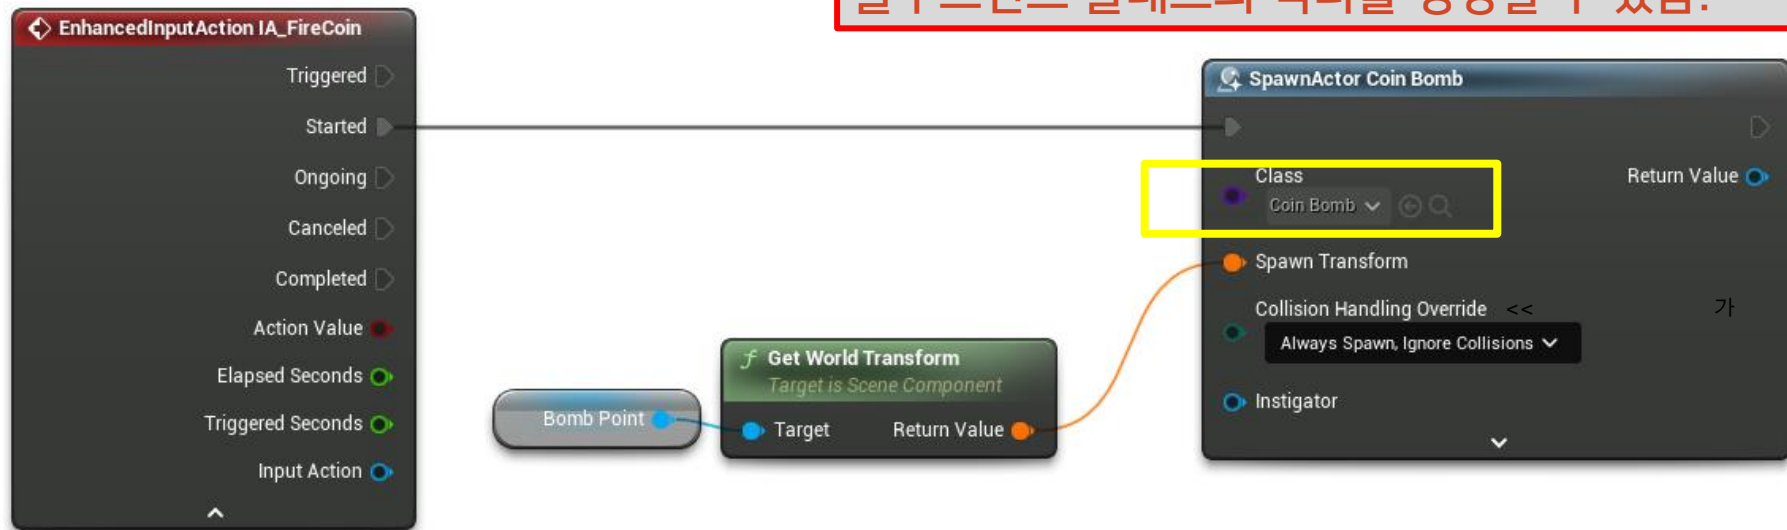 EnhancedInputAction IA_FireCoin
Triggered
Started
Ongoing
Canceled
Completed
Action Value
Elapsed Seconds
Triggered Seconds
Input Action
Bomb Point
Get World Transform
Target is Scene Component
Target
Return Value
SpawnActor Coin Bomb
Class
Coin Bomb
Return Value
Spawn Transform
Collision Handling Override << 가
Always Spawn, Ignore Collisions
Instigator